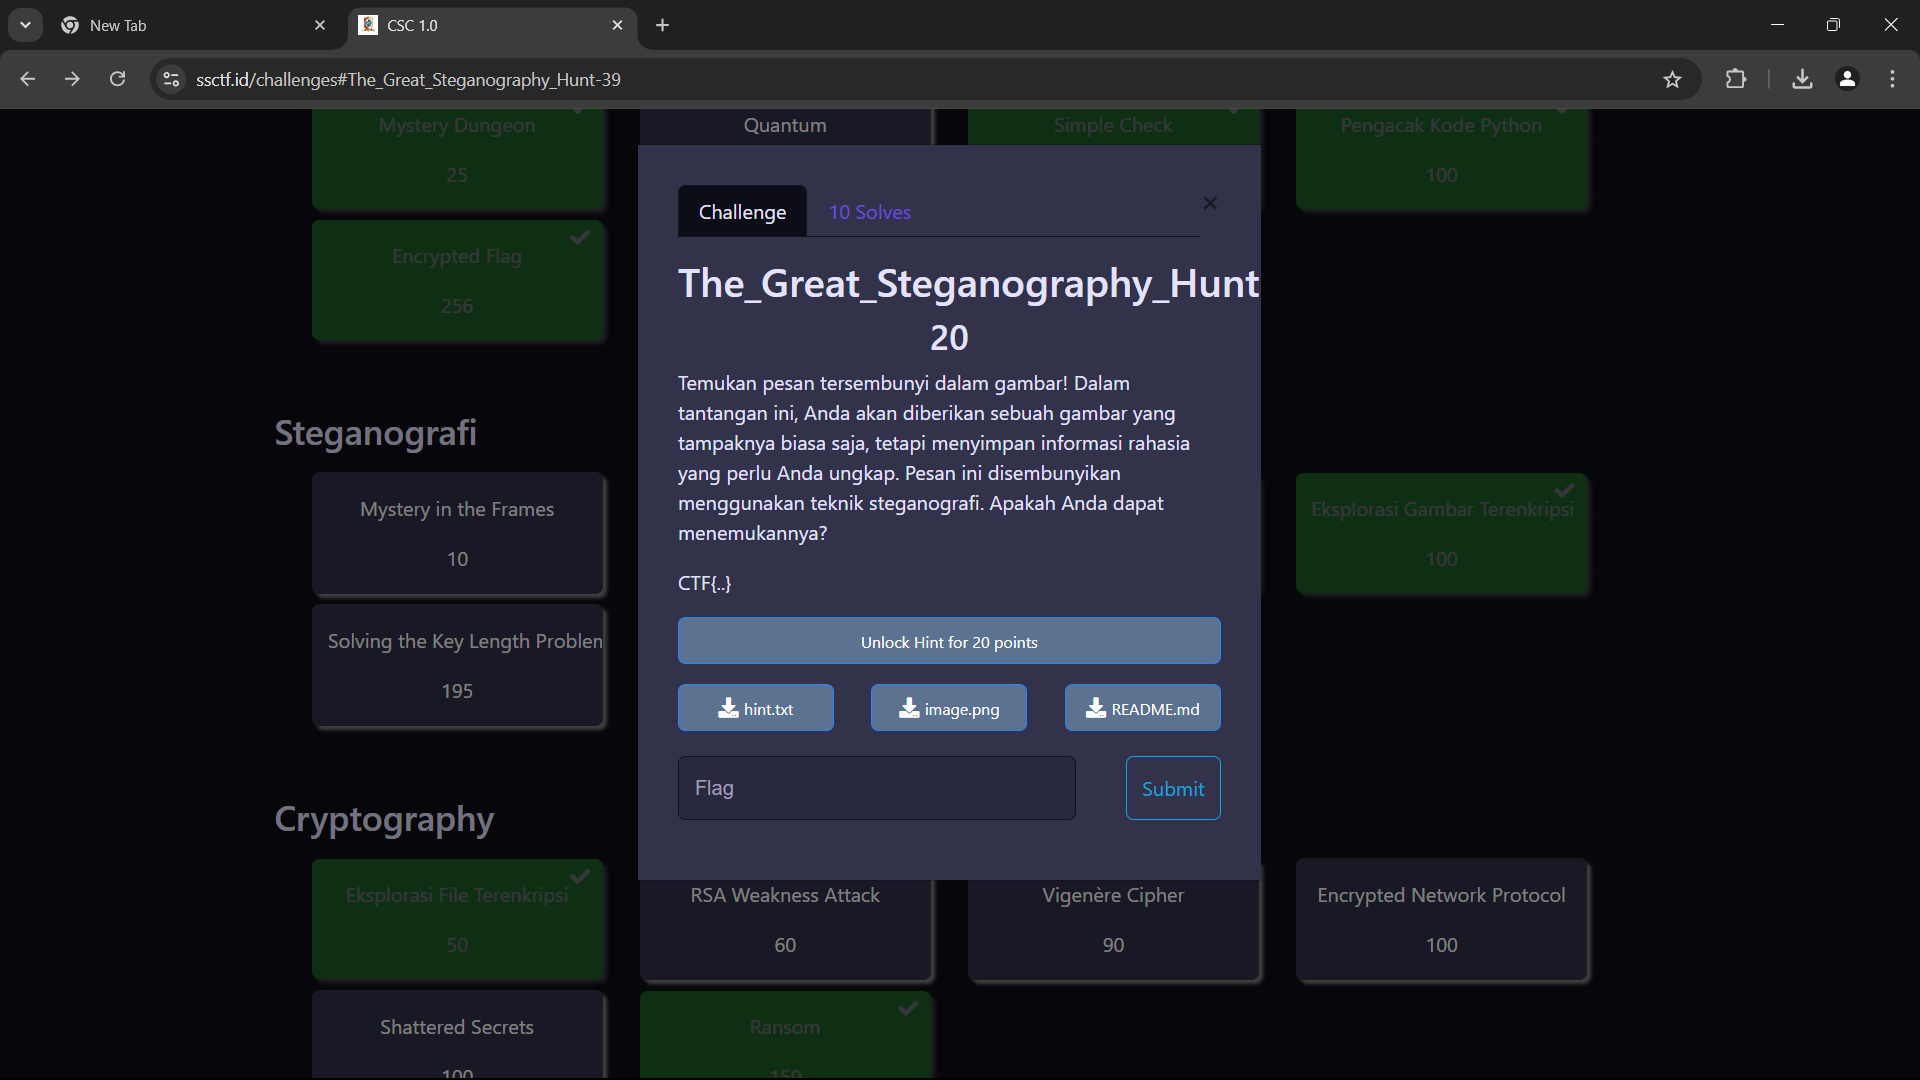 New Tab
CSC 1.0
ssctf.id/challenges#The_Great_Steganography_Hunt-39
Mystery Dungeon
25
Quantum
Simple Check
Pengacak Kode Python
100
Encrypted Flag
256
Challenge
10 Solves
The_Great_Steganography_Hunt
20
Temukan pesan tersembunyi dalam gambar! Dalam
tantangan ini, Anda akan diberikan sebuah gambar yang
tampaknya biasa saja, tetapi menyimpan informasi rahasia
yang perlu Anda ungkap. Pesan ini disembunyikan
menggunakan teknik steganografi. Apakah Anda dapat
menemukannya?
CTF{..}
Unlock Hint for 20 points
hint.txt
image.png
README.md
Flag
Submit
Steganografi
Mystery in the Frames
10
Eksplorasi Gambar Terenkripsi
100
Solving the Key Length Problem
195
Cryptography
Eksplorasi File Terenkripsi
50
RSA Weakness Attack
60
Vigenère Cipher
90
Encrypted Network Protocol
100
Shattered Secrets
100
Ransom
150